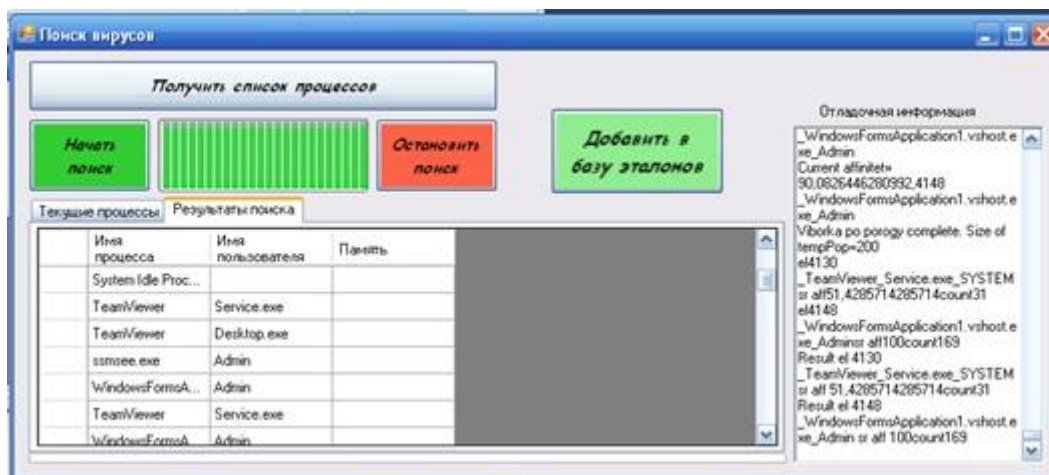 Поиск вирусов
Получить список процессов
Начать
поиск
Остановить
поиск
Добавить в
базу эталонов
Текущие процессы
Результаты поиска
Имя
процесса
Имя
пользователя
Память
System Idle Proc...
TeamViewer
Service.exe
TeamViewer
Desktop.exe
ssmsee.exe
Admin
WindowsFormsA...
Admin
TeamViewer
Service.exe
WindowsFormsA
Admin
Отладочная информация
_WindowsFormsApplication1.vshost.e
xe_Admin
Current affinitet=
90,0826446280992,4148
_WindowsFormsApplication1.vshost.e
xe_Admin
Viborka po porogy complete. Size of
tempPop=200
el4130
_TeamViewer_Service.exe_SYSTEM
sr aff51,4285714285714count31
el4148
_WindowsFormsApplication1.vshost.e
xe_Adminsr aff100count169
Result el 4130
_TeamViewer_Service.exe_SYSTEM
sr aff 51,4285714285714count31
Result el 4148
_WindowsFormsApplication1.vshost.e
xe_Admin sr aff 100count169